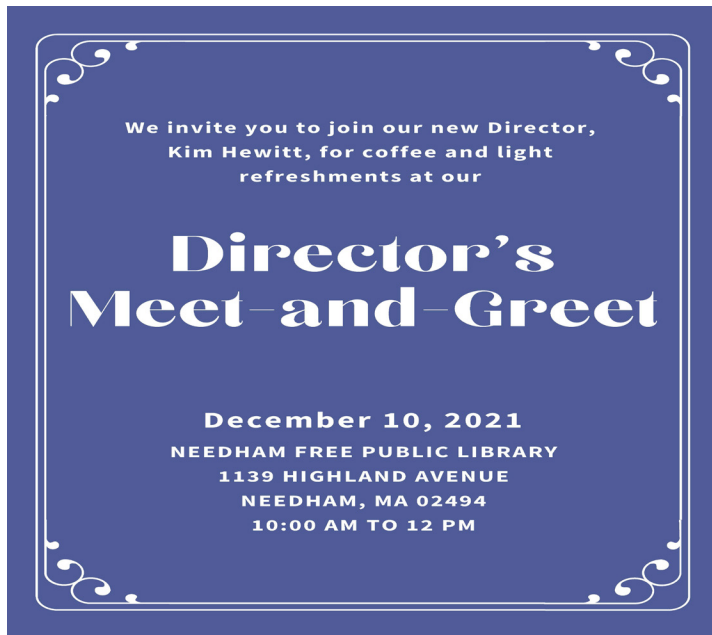 We invite you to join our new Director,
Kim Hewitt, for coffee and light
refreshments at our
Director's
Meet-and-Greet
December 10, 2021
NEEDHAM FREE PUBLIC LIBRARY
1139 HIGHLAND AVENUE
NEEDHAM, MA 02494
10:00 AM TO 12 PM